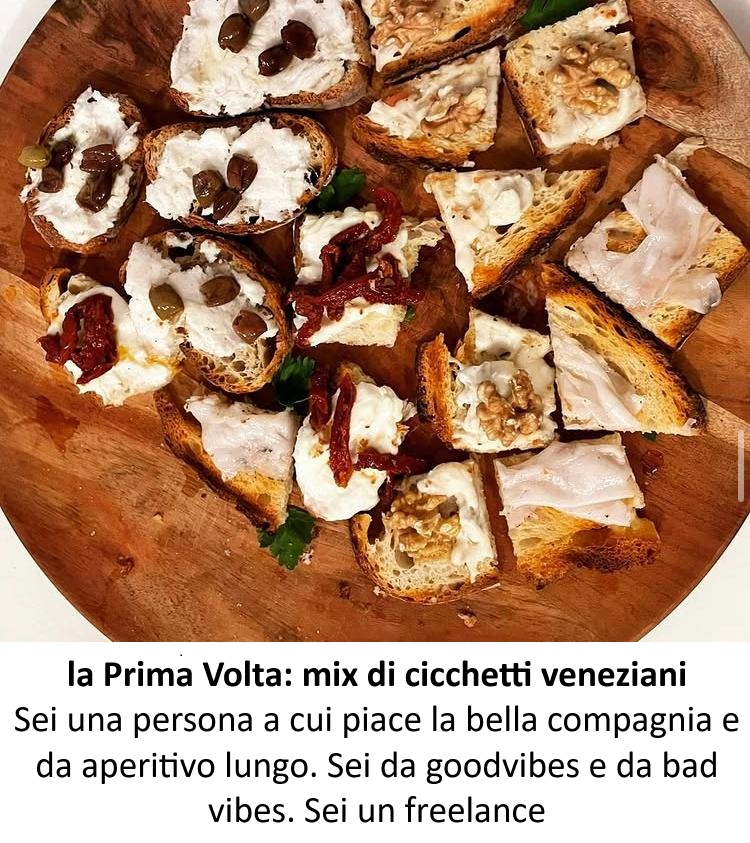 la Prima Volta: mix di cicchetti veneziani
Sei una persona a cui piace la bella compagnia e
da aperitivo lungo. Sei da goodvibes e da bad
vibes. Sei un freelance